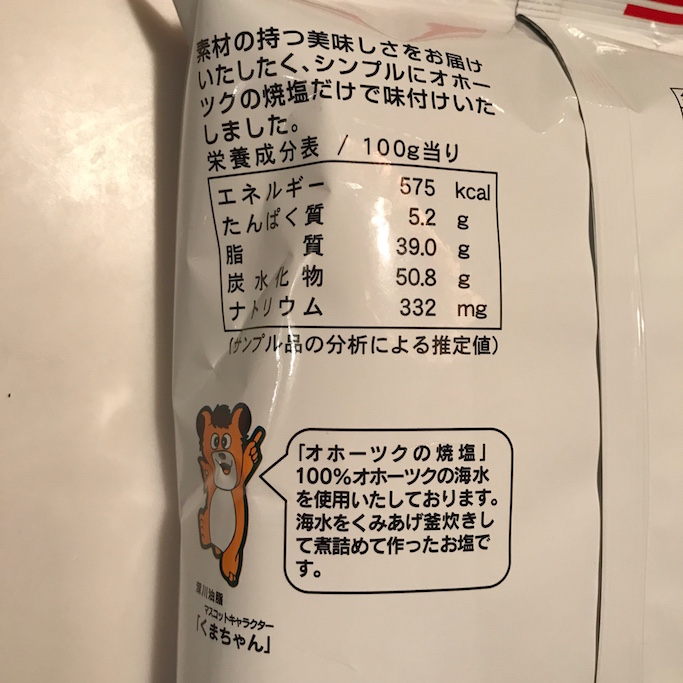 素材の持つ美味しさをお届け
いたしたく、シンプルにオホー
ツクの焼塩だけで味付けいた
しました。
栄養成分表 / 100g当り
エネルギー 575 kcal
たんぱく質 5.2 g
脂質 39.0 g
炭水化物 50.8 g
ナトリウム 332 mg
(サンプル品の分析による推定値)
「オホーツクの焼塩」
100%オホーツクの海水
を使用いたしております。
海水をくみあげ釜炊きし
て煮詰めて作ったお塩で
す。
川油脂
マスコットキャラクター
「くまちゃん」